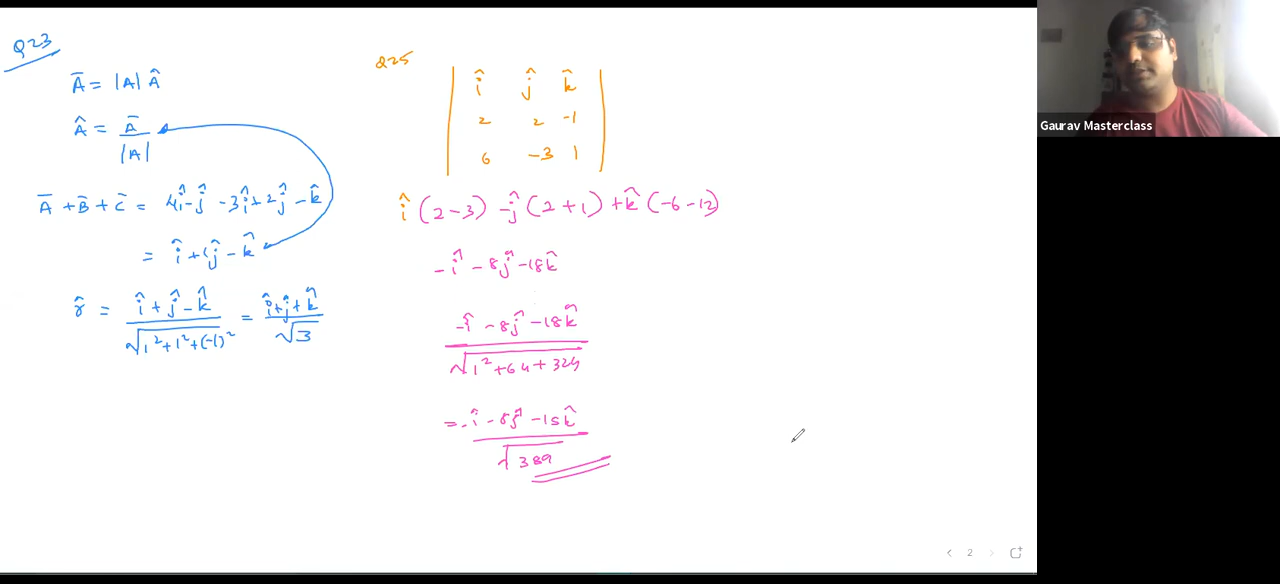 Q23
A̅ = |A| Â
Â = A̅ / |A|
A̅ + B̅ + C̅ = 4î - ĵ - 3î + 2ĵ - k̂
= î + 1ĵ - k̂
r̂ = (î + ĵ - k̂) / √(1² + 1² + (-1)²) = (î + ĵ + k̂) / √3
Q25
| î ĵ k̂ |
| 2 2 -1 |
| 6 -3 1 |
î (2 - 3) - ĵ (2 + 1) + k̂ (-6 - 12)
- î - 8ĵ - 18k̂
(-î - 8ĵ - 18k̂) / √(1² + 64 + 324)
= (-î - 8ĵ - 18k̂) / √389
Gaurav Masterclass
2